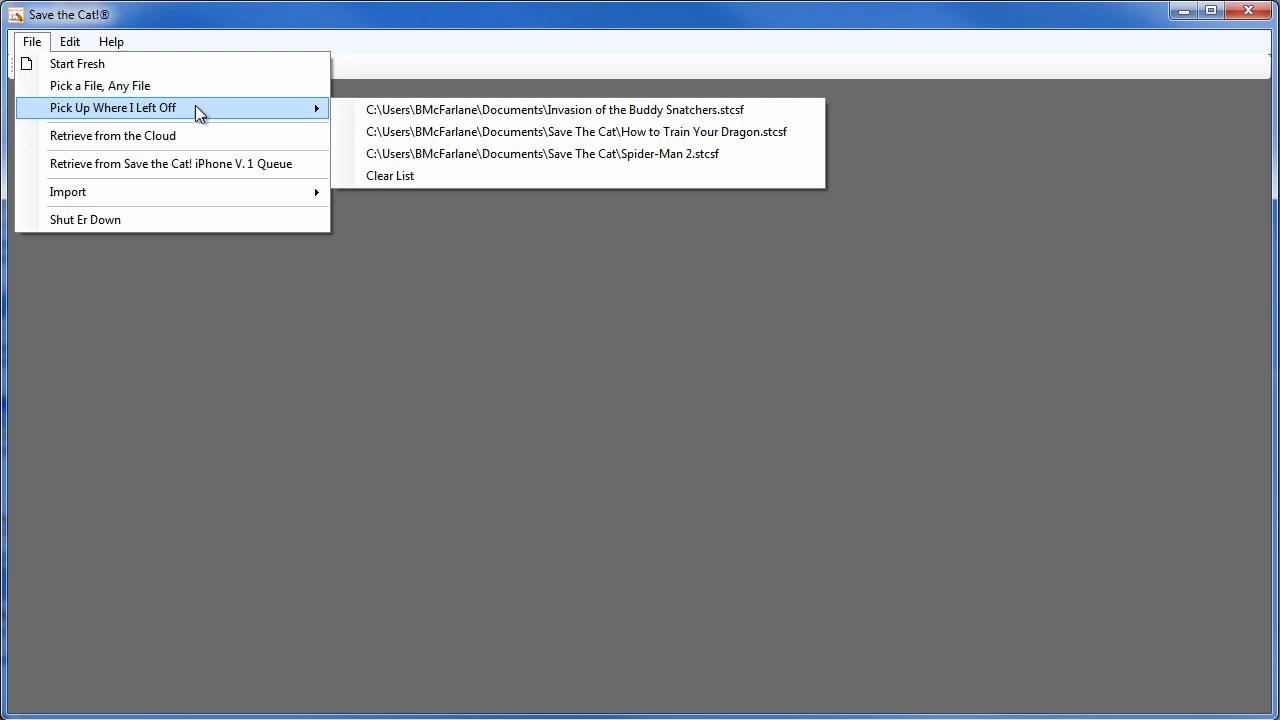 Save the Cat!®
File Edit Help
Start Fresh
Pick a File, Any File
Pick Up Where I Left Off
Retrieve from the Cloud
Retrieve from Save the Cat! iPhone V. 1 Queue
Import
Shut Er Down
C:\Users\BMcFarlane\Documents\Invasion of the Buddy Snatchers.stcsf
C:\Users\BMcFarlane\Documents\Save The Cat\How to Train Your Dragon.stcsf
C:\Users\BMcFarlane\Documents\Save The Cat\Spider-Man 2.stcsf
Clear List